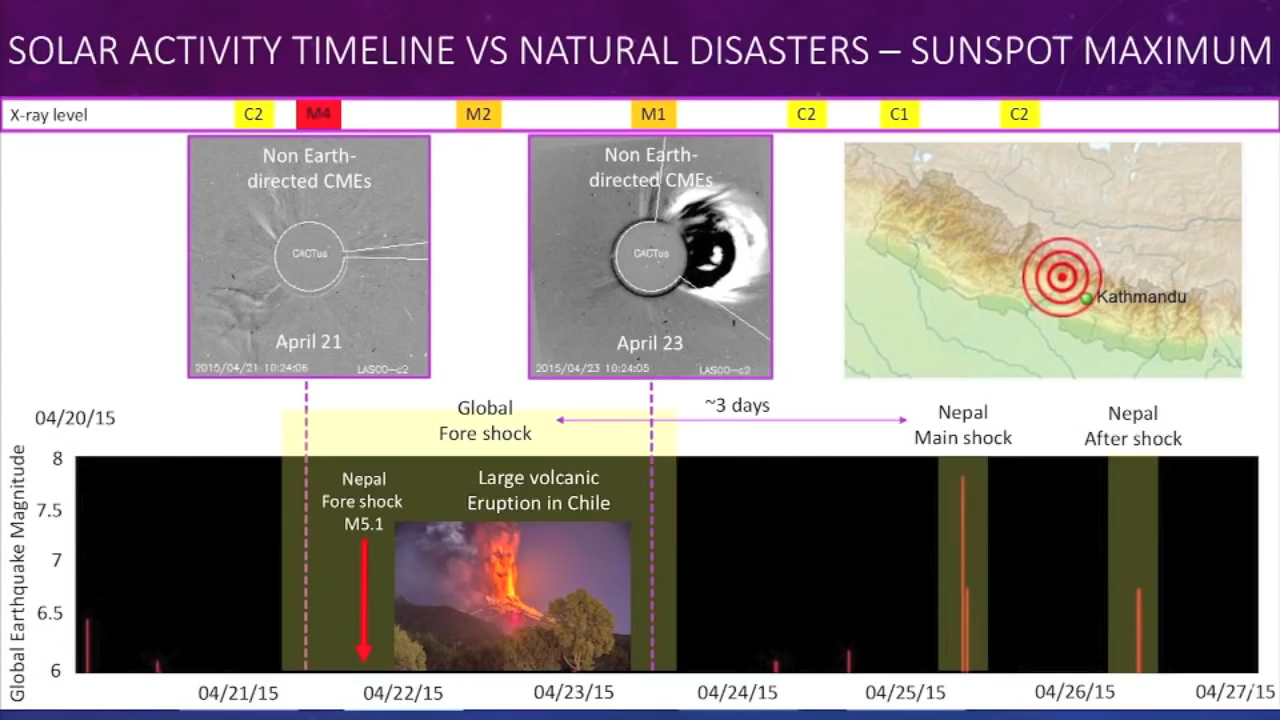 SOLAR ACTIVITY TIMELINE VS NATURAL DISASTERS – SUNSPOT MAXIMUM
X-ray level
C2
M4
M2
M1
C2
C1
C2
Non Earth-
directed CMEs
CACTus
April 21
2015/04/21 10:24:06
LASCO-c2
Non Earth-
directed CMEs
CACTus
April 23
2015/04/23 10:24:05
LASCO-c2
Kathmandu
04/20/15
Global
Fore shock
~3 days
Nepal
Main shock
Nepal
After shock
Global Earthquake Magnitude
8
7.5
7
6.5
6
Nepal
Fore shock
M5.1
Large volcanic
Eruption in Chile
04/21/15
04/22/15
04/23/15
04/24/15
04/25/15
04/26/15
04/27/15